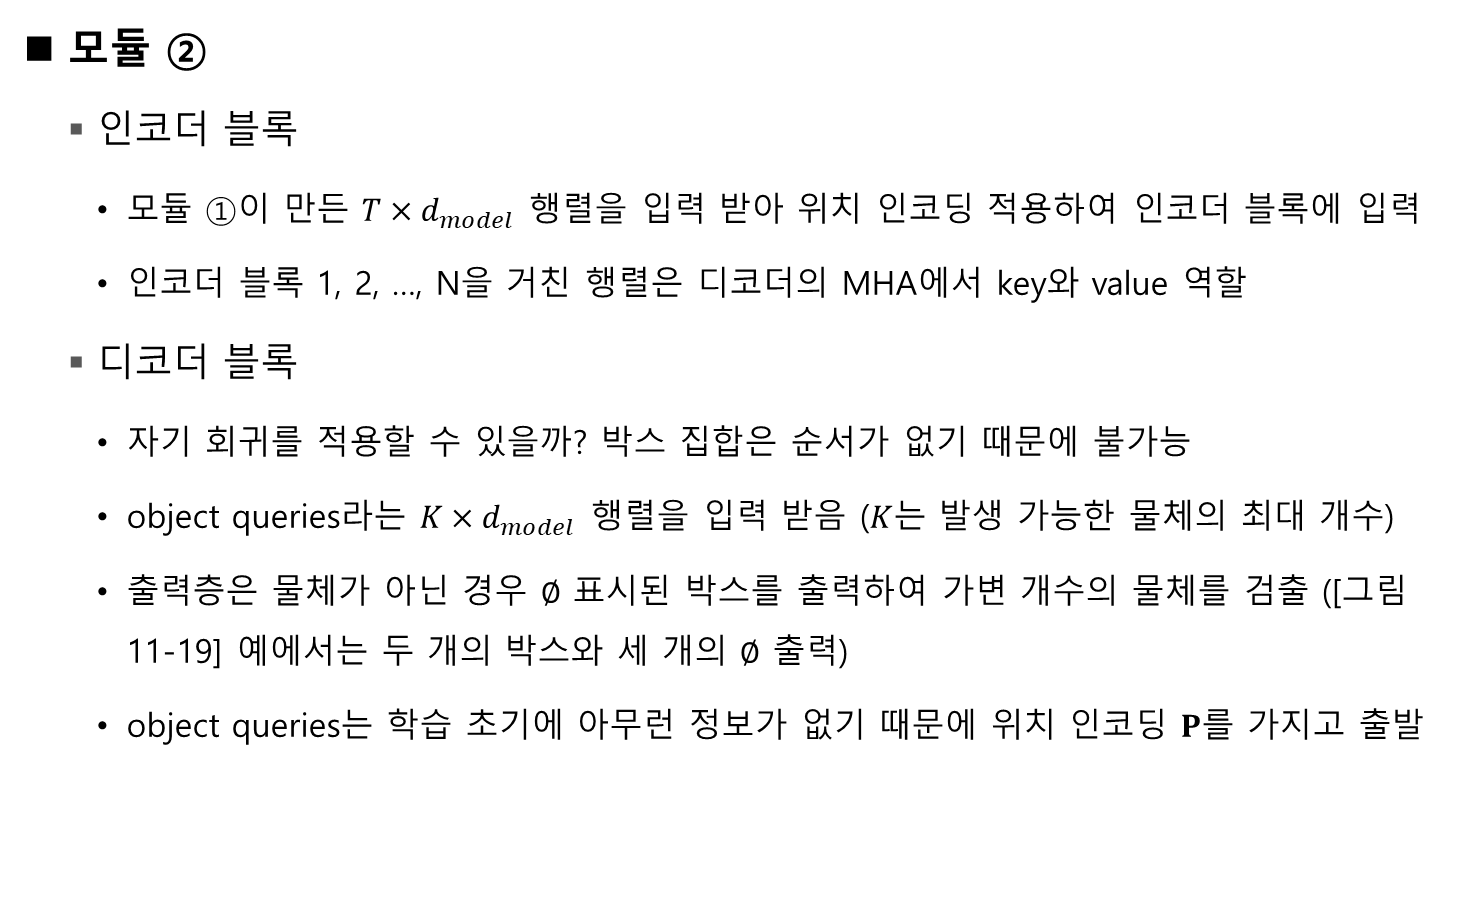 ■ 모듈 ②
▪ 인코더 블록
• 모듈 ①이 만든 T × d_model 행렬을 입력 받아 위치 인코딩 적용하여 인코더 블록에 입력
• 인코더 블록 1, 2, …, N을 거친 행렬은 디코더의 MHA에서 key와 value 역할
▪ 디코더 블록
• 자기 회귀를 적용할 수 있을까? 박스 집합은 순서가 없기 때문에 불가능
• object queries라는 K × d_model 행렬을 입력 받음 (K는 발생 가능한 물체의 최대 개수)
• 출력층은 물체가 아닌 경우 ∅ 표시된 박스를 출력하여 가변 개수의 물체를 검출 ([그림
11-19] 예에서는 두 개의 박스와 세 개의 ∅ 출력)
• object queries는 학습 초기에 아무런 정보가 없기 때문에 위치 인코딩 P를 가지고 출발